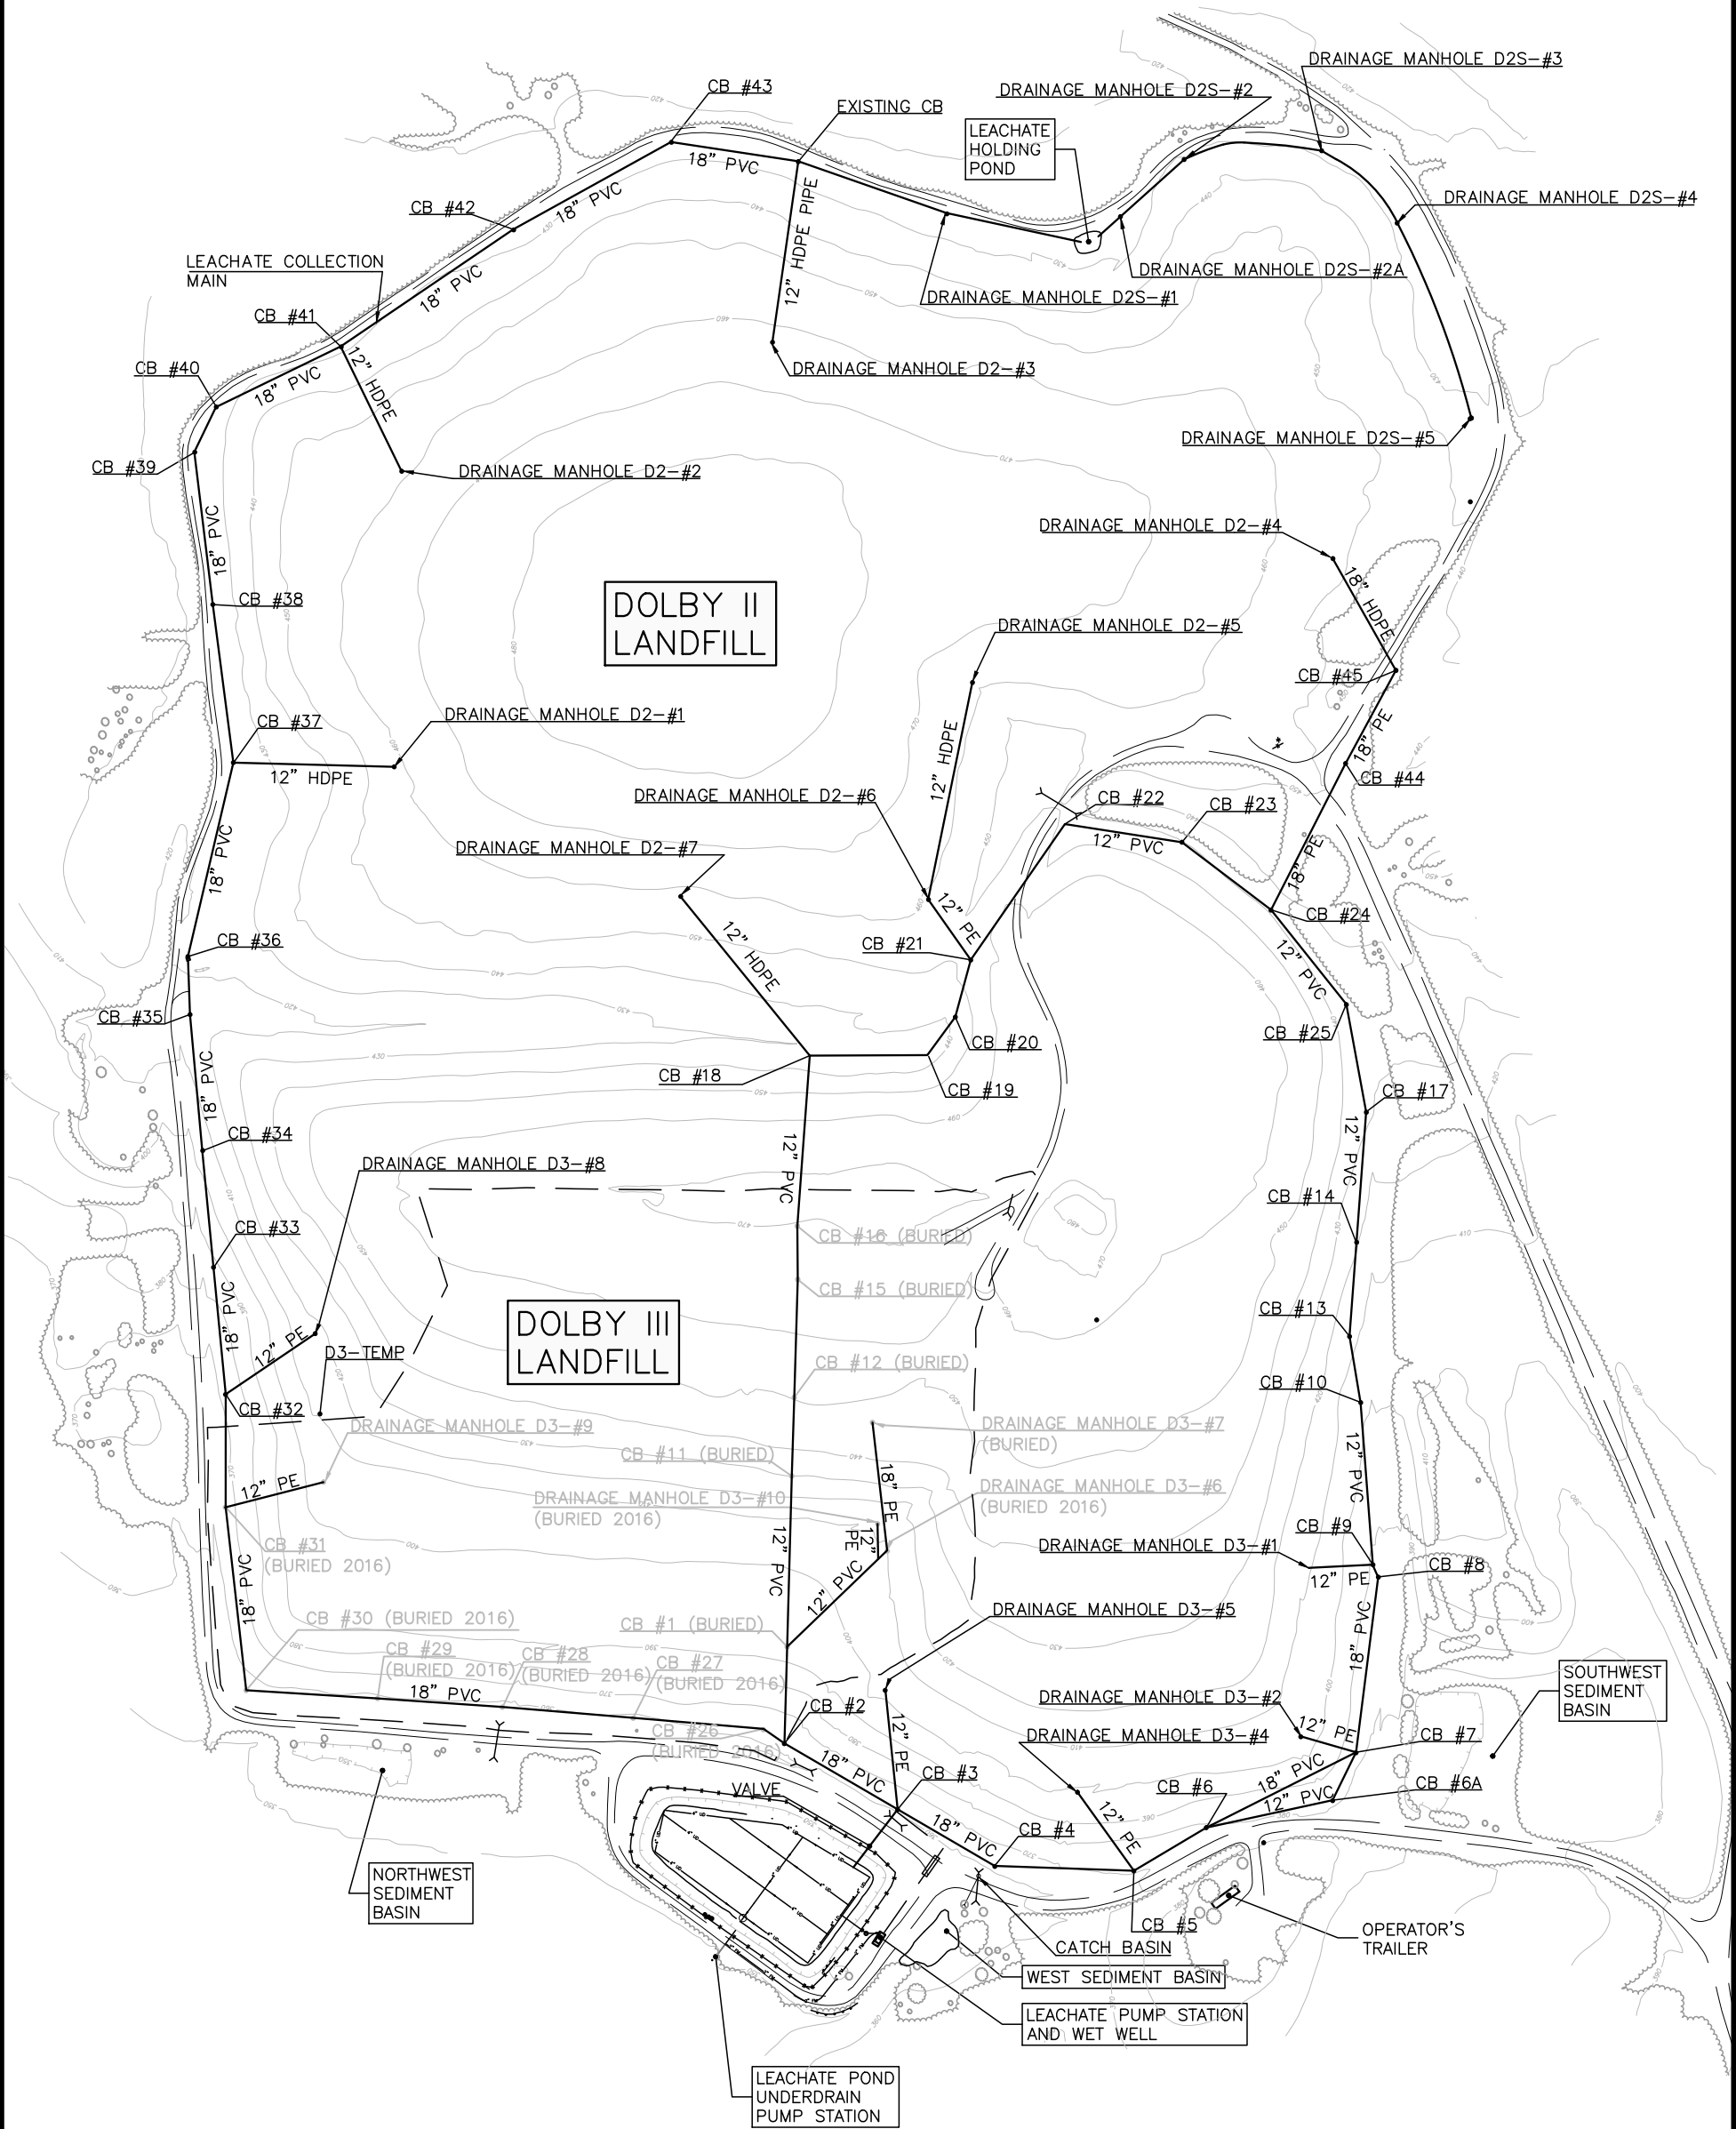 DRAINAGE MANHOLE D2S-#3
CB #43
DRAINAGE MANHOLE D2S-#2
EXISTING CB
LEACHATE
HOLDING
POND
18" PVC
DRAINAGE MANHOLE D2S-#4
CB #42
18" PVC
12" HDPE PIPE
LEACHATE COLLECTION
MAIN
DRAINAGE MANHOLE D2S-#2A
18" PVC
DRAINAGE MANHOLE D2S-#1
CB #41
CB #40
18" PVC
12" HDPE
DRAINAGE MANHOLE D2-#3
DRAINAGE MANHOLE D2S-#5
CB #39
DRAINAGE MANHOLE D2-#2
18" PVC
DRAINAGE MANHOLE D2-#4
18" HDPE
CB #38
DOLBY II
LANDFILL
DRAINAGE MANHOLE D2-#5
CB #45
CB #37
DRAINAGE MANHOLE D2-#1
18" PE
12" HDPE
12" HDPE
CB #44
DRAINAGE MANHOLE D2-#6
CB #22
CB #23
12" PVC
DRAINAGE MANHOLE D2-#7
18" PVC
18" PE
12" PE
CB #24
CB #36
12" HDPE
CB #21
12" PVC
CB #35
CB #25
CB #20
18" PVC
CB #18
CB #19
CB #17
CB #34
12" PVC
12" PVC
DRAINAGE MANHOLE D3-#8
CB #14
CB #33
CB #16 (BURIED)
CB #15 (BURIED)
18" PVC
DOLBY III
LANDFILL
CB #13
12" PE
D3-TEMP
CB #12 (BURIED)
CB #10
CB #32
DRAINAGE MANHOLE D3-#9
DRAINAGE MANHOLE D3-#7
(BURIED)
CB #11 (BURIED)
12" PVC
12" PE
18" PE
DRAINAGE MANHOLE D3-#6
(BURIED 2016)
DRAINAGE MANHOLE D3-#10
(BURIED 2016)
12"
PE
CB #9
CB #31
(BURIED 2016)
DRAINAGE MANHOLE D3-#1
12" PE
CB #8
12" PVC
12" PVC
18" PVC
CB #30 (BURIED 2016)
CB #1 (BURIED)
DRAINAGE MANHOLE D3-#5
18" PVC
CB #29
(BURIED 2016)
CB #28
(BURIED 2016)
CB #27
(BURIED 2016)
SOUTHWEST
SEDIMENT
BASIN
18" PVC
CB #2
DRAINAGE MANHOLE D3-#2
CB #26
(BURIED 2016)
12" PE
DRAINAGE MANHOLE D3-#4
12" PE
CB #7
18" PVC
VALVE
CB #3
18" PVC
CB #6
12" PVC
CB #6A
18" PVC
CB #4
12" PE
NORTHWEST
SEDIMENT
BASIN
CB #5
OPERATOR'S
TRAILER
CATCH BASIN
WEST SEDIMENT BASIN
LEACHATE PUMP STATION
AND WET WELL
LEACHATE POND
UNDERDRAIN
PUMP STATION